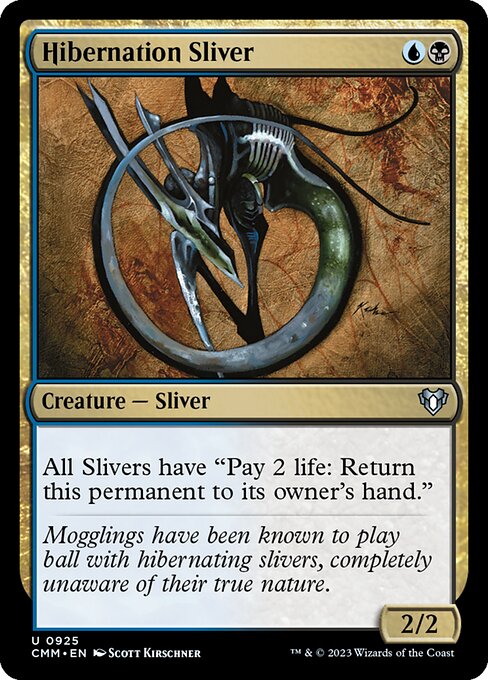 Hibernation Sliver
Creature — Sliver
All Slivers have “Pay 2 life: Return
this permanent to its owner’s hand.”
Mogglings have been known to play
ball with hibernating slivers, completely
unaware of their true nature.
2/2
U 0925
CMM • EN Scott Kirschner
™ & © 2023 Wizards of the Coast